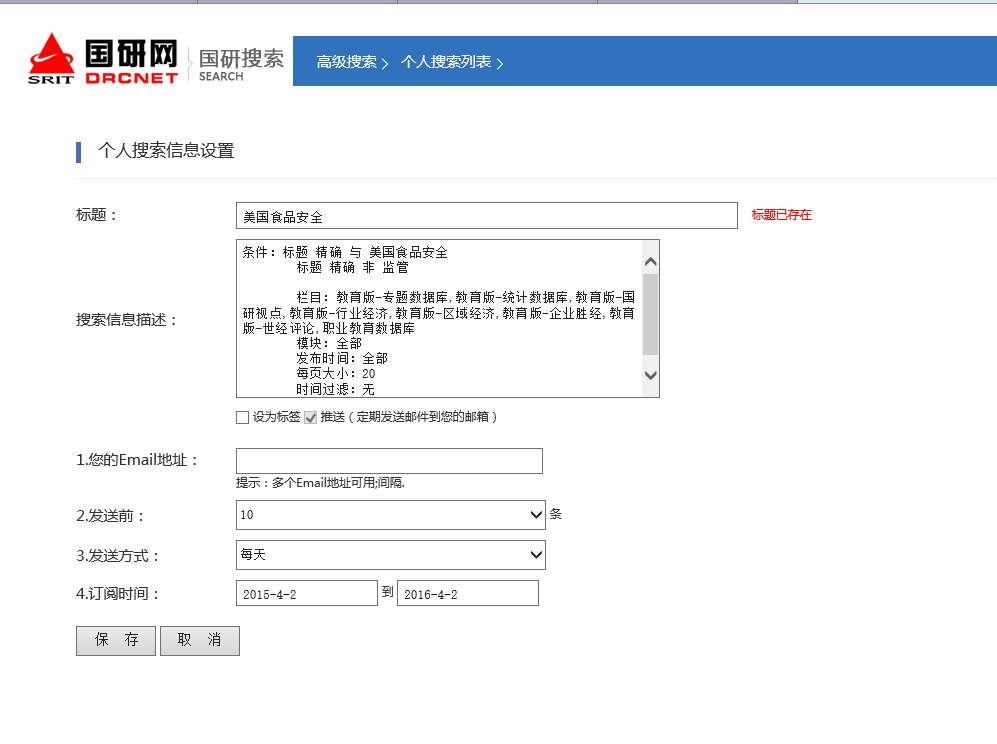 国研网
SRIT DRCNET
国研搜索
SEARCH
高级搜索 个人搜索列表
个人搜索信息设置
标题：
美国食品安全
标题已存在
搜索信息描述：
条件: 标题 精确 与 美国食品安全
标题 精确 非 监管
栏目: 教育版-专题数据库,教育版-统计数据库,教育版-国
研视点,教育版-行业经济,教育版-区域经济,教育版-企业胜经,教育
版-世经评论,职业教育数据库
模块: 全部
发布时间: 全部
每页大小: 20
时间过滤: 无
设为标签 推送（定期发送邮件到您的邮箱）
1.您的Email地址：
提示：多个Email地址可用;间隔.
2.发送前：
10
条
3.发送方式：
每天
4.订阅时间：
2015-4-2 到 2016-4-2
保 存 取 消